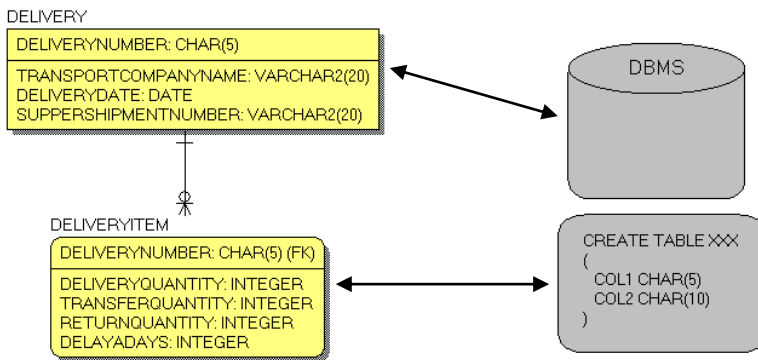 DELIVERY
DELIVERYNUMBER: CHAR(5)
TRANSPORTCOMPANYNAME: VARCHAR2(20)
DELIVERYDATE: DATE
SUPPERSHIPMENTNUMBER: VARCHAR2(20)
DBMS
DELIVERYITEM
DELIVERYNUMBER: CHAR(5) (FK)
DELIVERYQUANTITY: INTEGER
TRANSFERQUANTITY: INTEGER
RETURNQUANTITY: INTEGER
DELAYADAYS: INTEGER
CREATE TABLE XXX
(
COL1 CHAR(5)
COL2 CHAR(10)
)